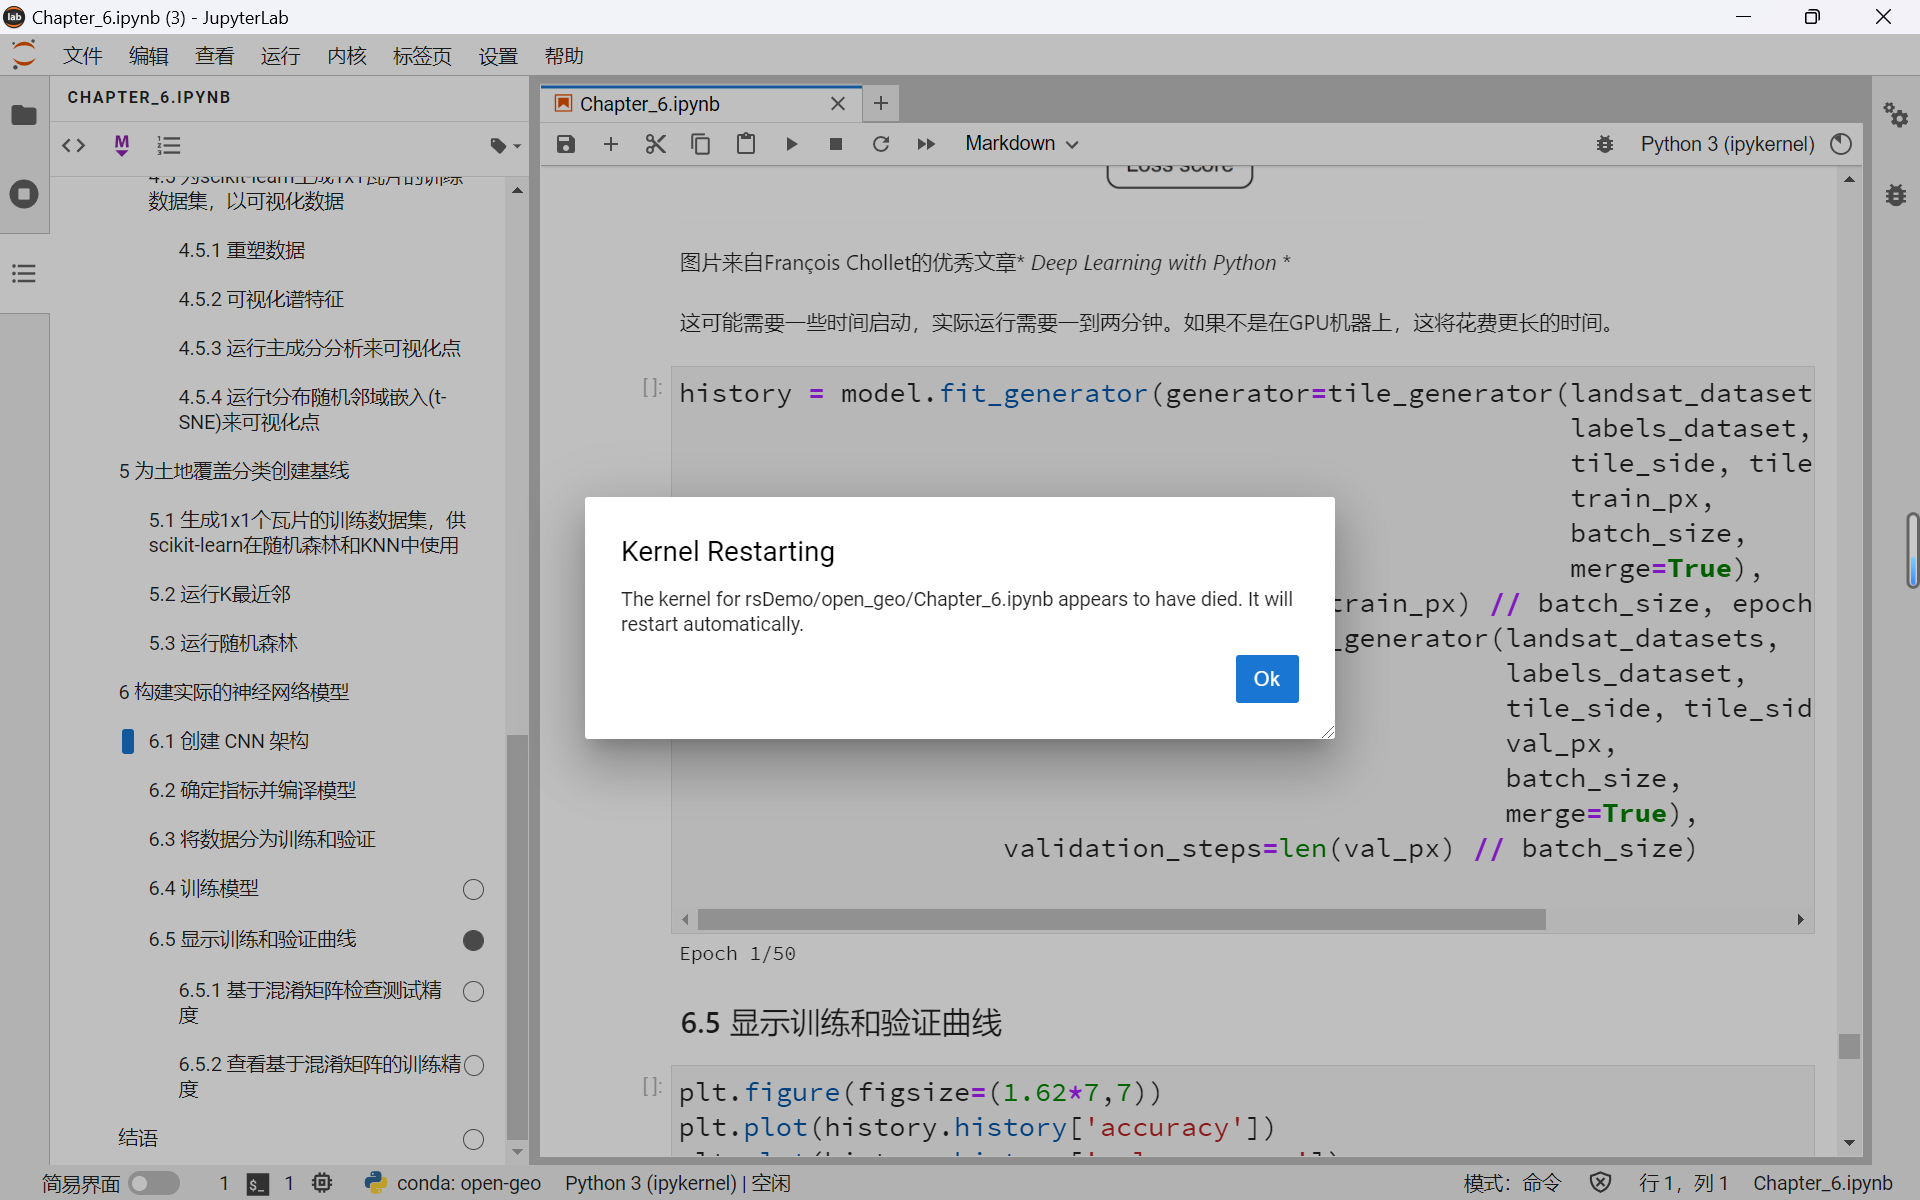 Chapter_6.ipynb (3) - JupyterLab
文件 编辑 查看 运行 内核 标签页 设置 帮助
CHAPTER_6.IPYNB
4.5 为scikit-learn生成1x1瓦片的训练
数据集，以可视化数据
4.5.1 重塑数据
4.5.2 可视化谱特征
4.5.3 运行主成分分析来可视化点
4.5.4 运行t分布随机邻域嵌入(t-
SNE)来可视化点
5 为土地覆盖分类创建基线
5.1 生成1x1个瓦片的训练数据集，供
scikit-learn在随机森林和KNN中使用
5.2 运行K最近邻
5.3 运行随机森林
6 构建实际的神经网络模型
6.1 创建 CNN 架构
6.2 确定指标并编译模型
6.3 将数据分为训练和验证
6.4 训练模型
6.5 显示训练和验证曲线
6.5.1 基于混淆矩阵检查测试精
度
6.5.2 查看基于混淆矩阵的训练精
度
结语
Chapter_6.ipynb
Markdown
Python 3 (ipykernel)
Loss score
图片来自François Chollet的优秀文章* Deep Learning with Python *
这可能需要一些时间启动，实际运行需要一到两分钟。如果不是在GPU机器上，这将花费更长的时间。
[ ]: history = model.fit_generator(generator=tile_generator(landsat_dataset
labels_dataset,
tile_side, tile
train_px,
batch_size,
merge=True),
train_px) // batch_size, epoch
_generator(landsat_datasets,
labels_dataset,
tile_side, tile_sid
val_px,
batch_size,
merge=True),
validation_steps=len(val_px) // batch_size)
Epoch 1/50
6.5 显示训练和验证曲线
[ ]: plt.figure(figsize=(1.62*7,7))
plt.plot(history.history['accuracy'])
Kernel Restarting
The kernel for rsDemo/open_geo/Chapter_6.ipynb appears to have died. It will
restart automatically.
Ok
简易界面 1 $_ 1 conda: open-geo Python 3 (ipykernel) | 空闲 模式：命令 行 1，列 1 Chapter_6.ipynb